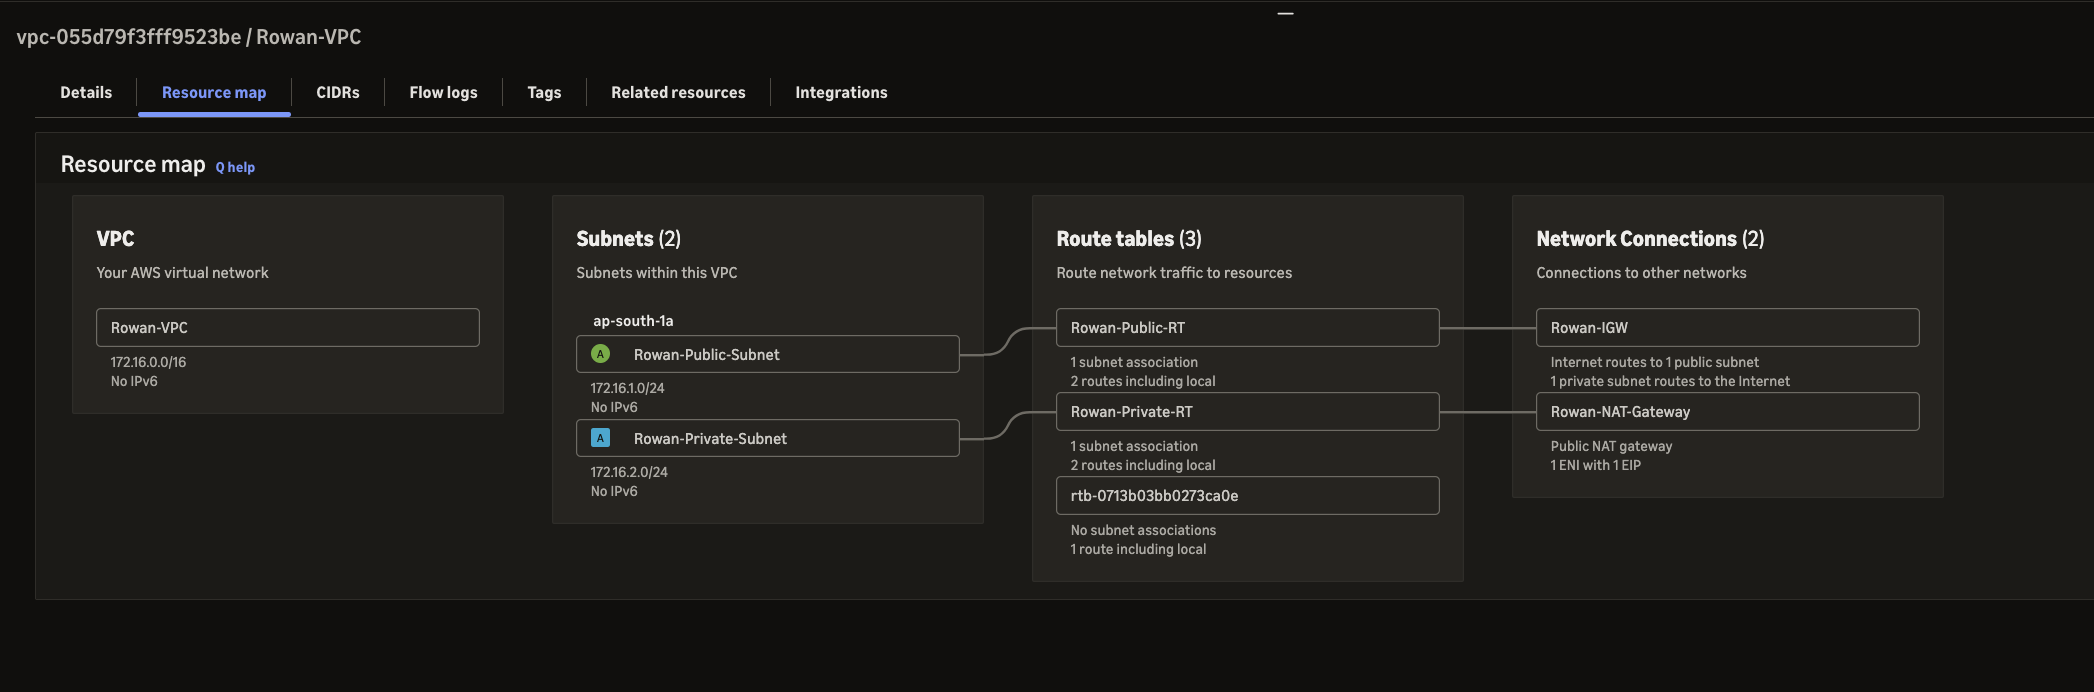 vpc-055d79f3fff9523be / Rowan-VPC
Details
Resource map
CIDRs
Flow logs
Tags
Related resources
Integrations
Resource map
Q help
VPC
Your AWS virtual network
Rowan-VPC
172.16.0.0/16
No IPv6
Subnets (2)
Subnets within this VPC
ap-south-1a
A
Rowan-Public-Subnet
172.16.1.0/24
No IPv6
A
Rowan-Private-Subnet
172.16.2.0/24
No IPv6
Route tables (3)
Route network traffic to resources
Rowan-Public-RT
1 subnet association
2 routes including local
Rowan-Private-RT
1 subnet association
2 routes including local
rtb-0713b03bb0273ca0e
No subnet associations
1 route including local
Network Connections (2)
Connections to other networks
Rowan-IGW
Internet routes to 1 public subnet
1 private subnet routes to the Internet
Rowan-NAT-Gateway
Public NAT gateway
1 ENI with 1 EIP